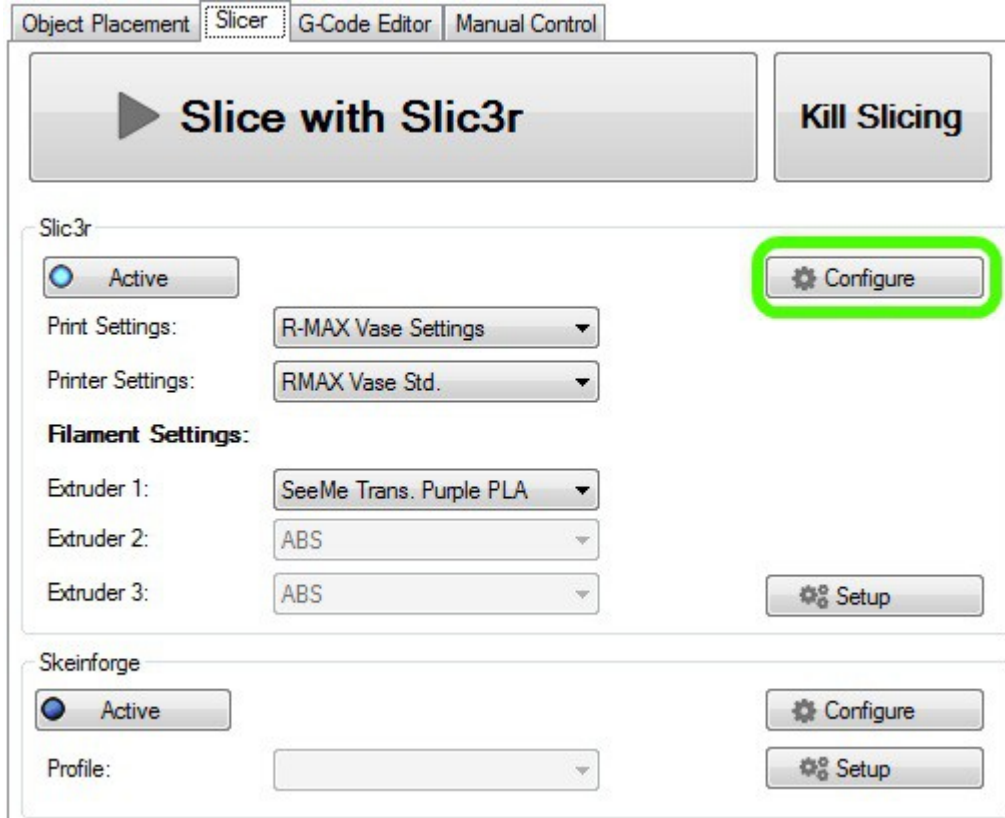 Object Placement Slicer G-Code Editor Manual Control
Slice with Slic3r Kill Slicing
Slic3r
Active Configure
Print Settings: R-MAX Vase Settings
Printer Settings: RMAX Vase Std.
Filament Settings:
Extruder 1: SeeMe Trans. Purple PLA
Extruder 2: ABS
Extruder 3: ABS Setup
Skeinforge
Active Configure
Profile: Setup